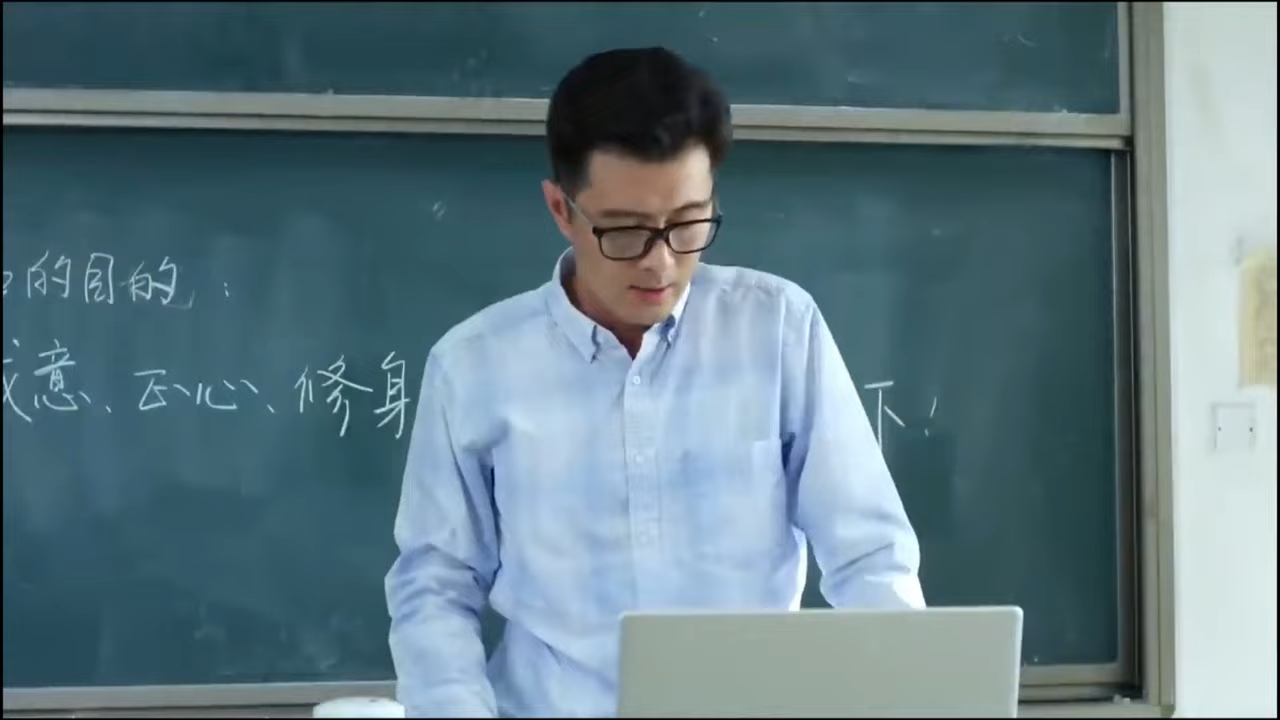 的目的：
意、正心、修身
下！